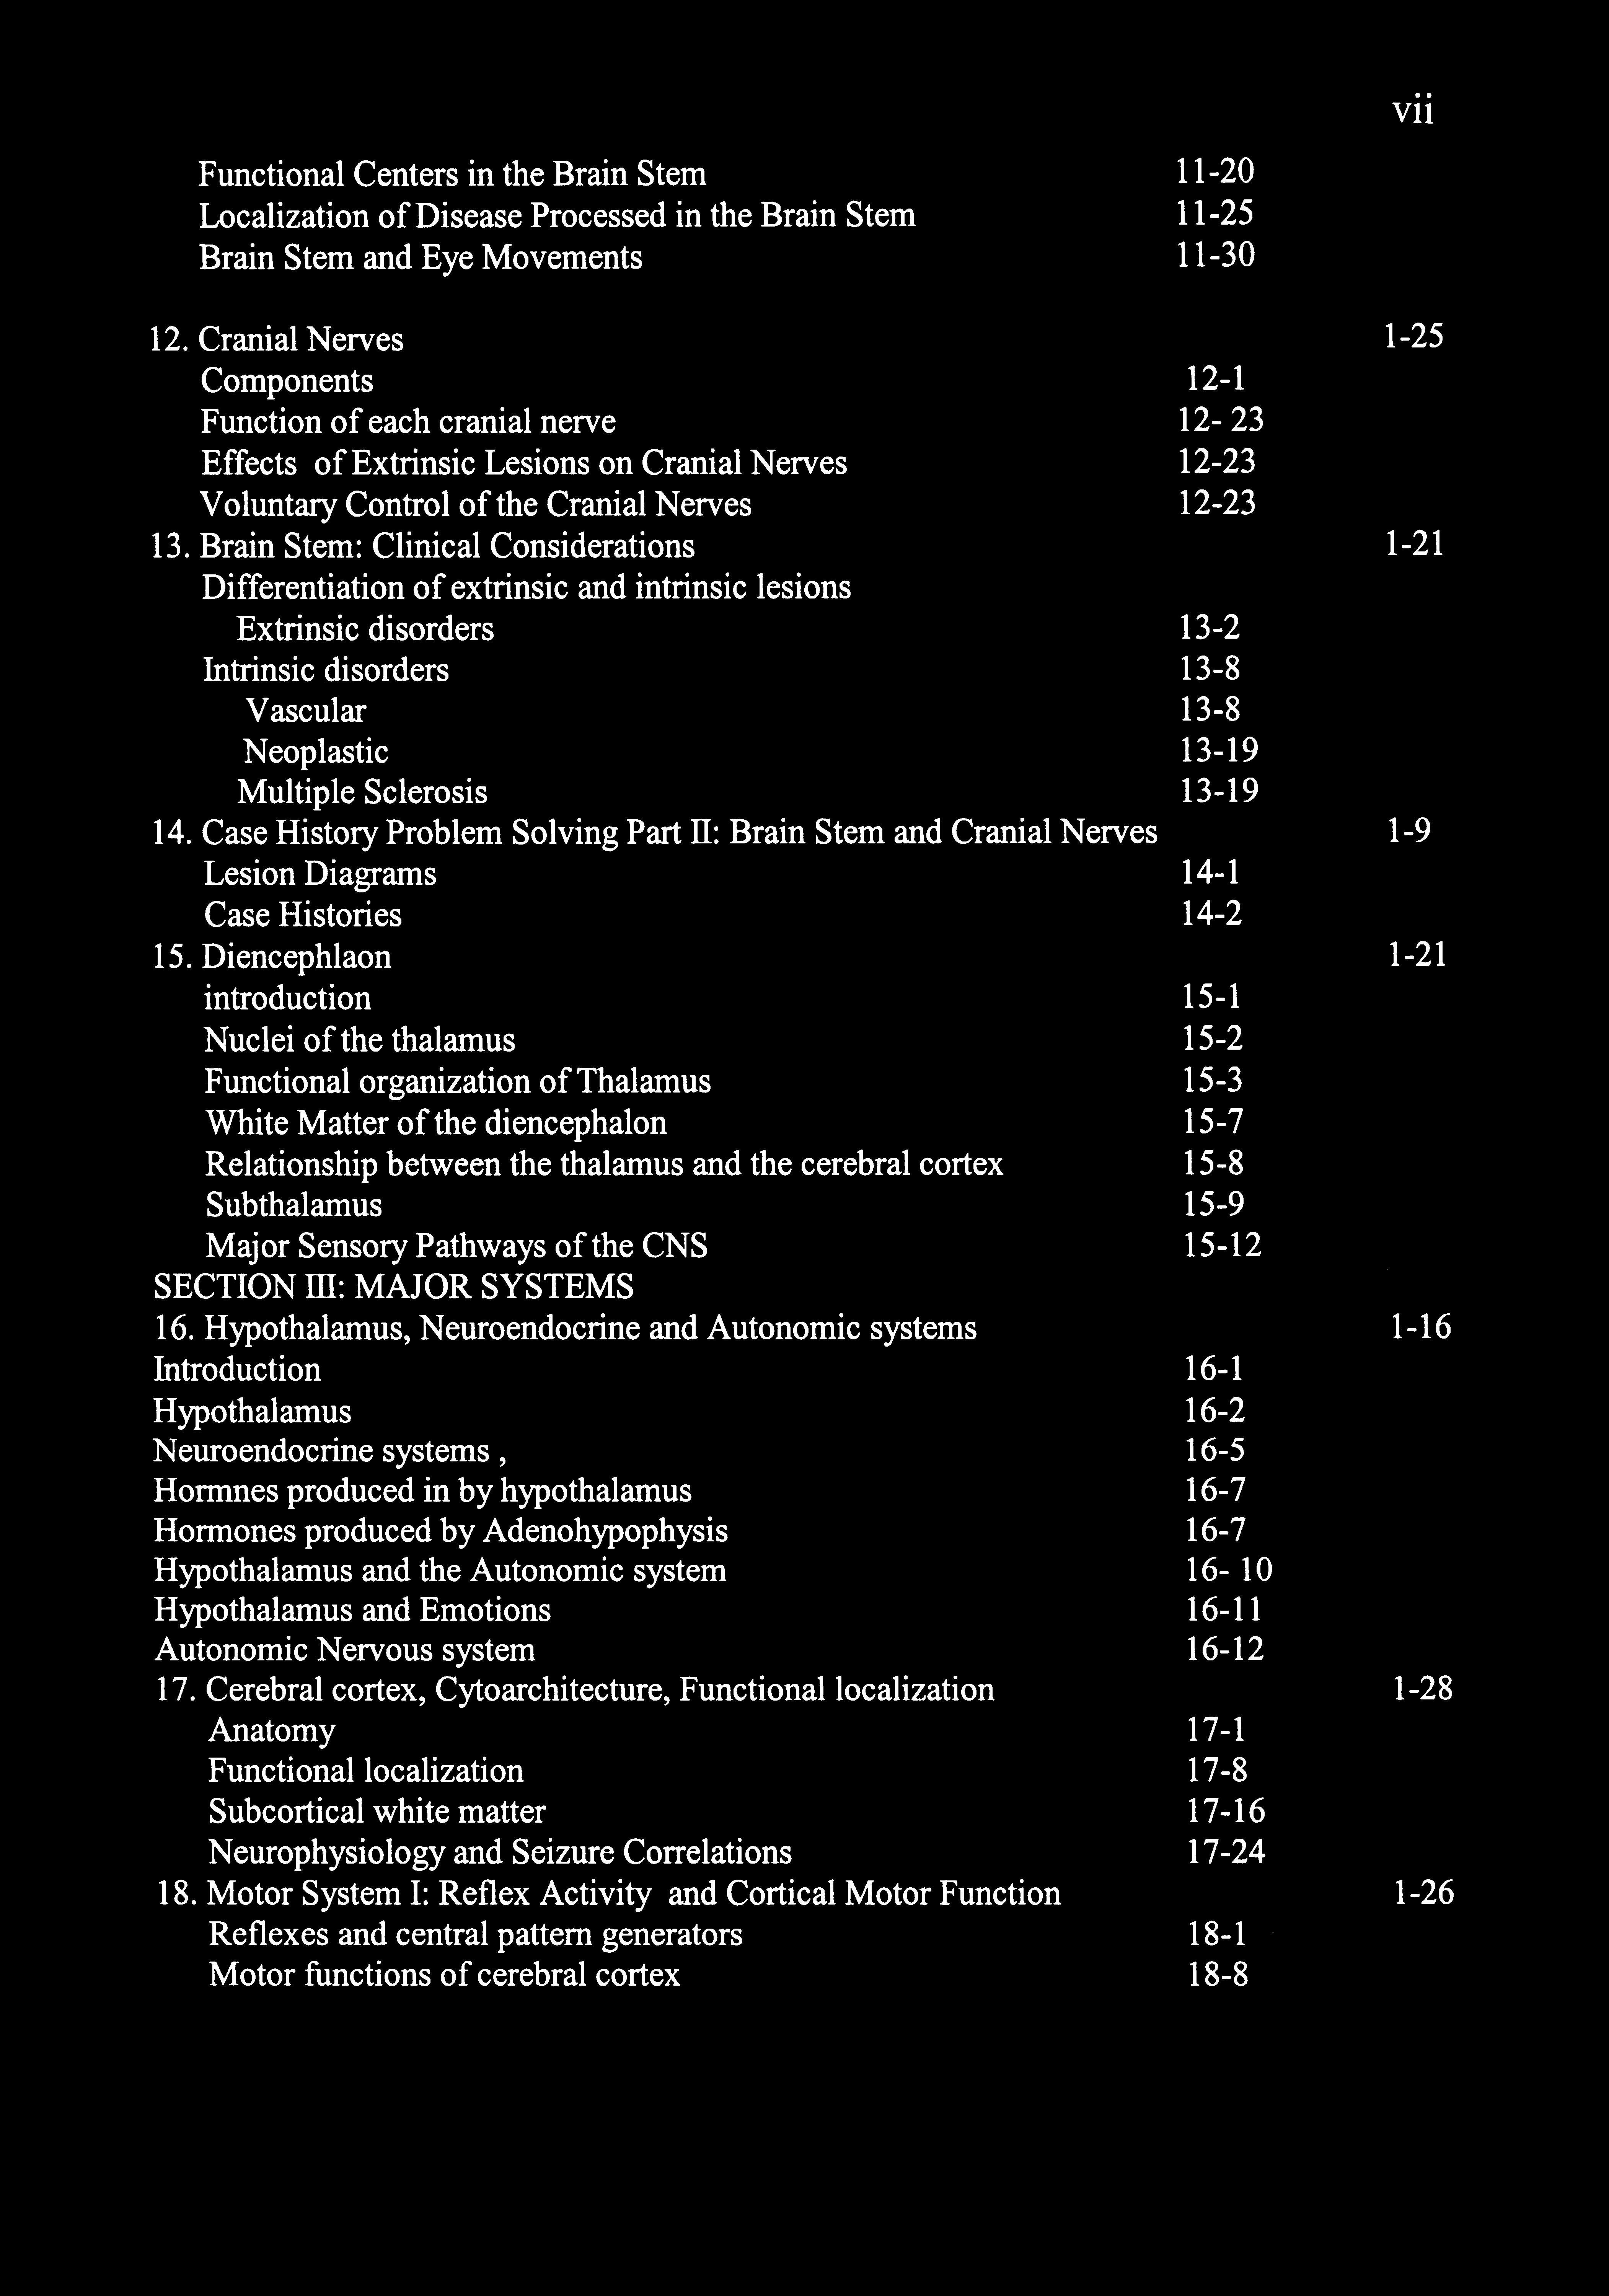 vii
Functional Centers in the Brain Stem 11-20
Localization of Disease Processed in the Brain Stem 11-25
Brain Stem and Eye Movements 11-30
12. Cranial Nerves 1-25
Components 12-1
Function of each cranial nerve 12- 23
Effects of Extrinsic Lesions on Cranial Nerves 12-23
Voluntary Control of the Cranial Nerves 12-23
13. Brain Stem: Clinical Considerations 1-21
Differentiation of extrinsic and intrinsic lesions
Extrinsic disorders 13-2
Intrinsic disorders 13-8
Vascular 13-8
Neoplastic 13-19
Multiple Sclerosis 13-19
14. Case History Problem Solving Part II: Brain Stem and Cranial Nerves 1-9
Lesion Diagrams 14-1
Case Histories 14-2
15. Diencephlaon 1-21
introduction 15-1
Nuclei of the thalamus 15-2
Functional organization of Thalamus 15-3
White Matter of the diencephalon 15-7
Relationship between the thalamus and the cerebral cortex 15-8
Subthalamus 15-9
Major Sensory Pathways of the CNS 15-12
SECTION III: MAJOR SYSTEMS
16. Hypothalamus, Neuroendocrine and Autonomic systems 1-16
Introduction 16-1
Hypothalamus 16-2
Neuroendocrine systems , 16-5
Hormnes produced in by hypothalamus 16-7
Hormones produced by Adenohypophysis 16-7
Hypothalamus and the Autonomic system 16- 10
Hypothalamus and Emotions 16-11
Autonomic Nervous system 16-12
17. Cerebral cortex, Cytoarchitecture, Functional localization 1-28
Anatomy 17-1
Functional localization 17-8
Subcortical white matter 17-16
Neurophysiology and Seizure Correlations 17-24
18. Motor System I: Reflex Activity and Cortical Motor Function 1-26
Reflexes and central pattern generators 18-1
Motor functions of cerebral cortex 18-8